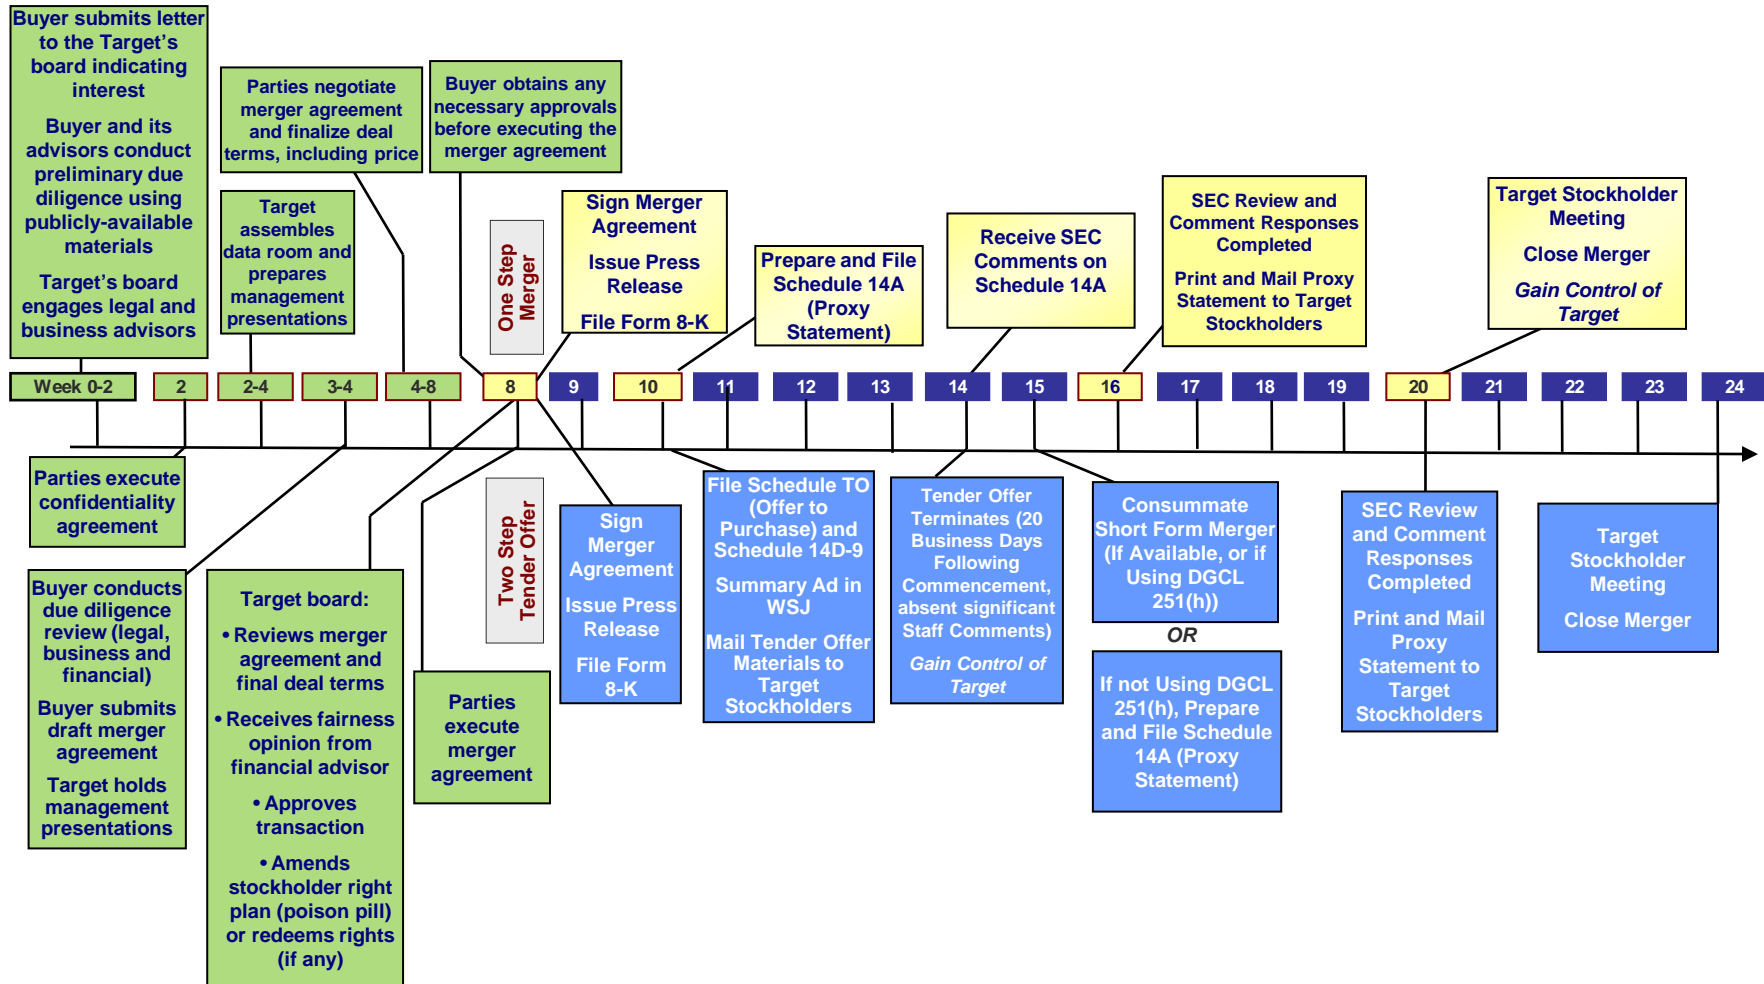 Buyer submits letter
to the Target’s
board indicating
interest
Buyer and its
advisors conduct
preliminary due
diligence using
publicly-available
materials
Target’s board
engages legal and
business advisors
Parties negotiate
merger agreement
and finalize deal
terms, including price
Target
assembles
data room and
prepares
management
presentations
Buyer obtains any
necessary approvals
before executing the
merger agreement
One Step
Merger
Sign Merger
Agreement
Issue Press
Release
File Form 8-K
Prepare and File
Schedule 14A
(Proxy
Statement)
Receive SEC
Comments on
Schedule 14A
SEC Review and
Comment Responses
Completed
Print and Mail Proxy
Statement to Target
Stockholders
Target Stockholder
Meeting
Close Merger
Gain Control of
Target
Week 0-2
2
2-4
3-4
4-8
8
9
10
11
12
13
14
15
16
17
18
19
20
21
22
23
24
Parties execute
confidentiality
agreement
Buyer conducts
due diligence
review (legal,
business and
financial)
Buyer submits
draft merger
agreement
Target holds
management
presentations
Target board:
• Reviews merger
agreement and
final deal terms
• Receives fairness
opinion from
financial advisor
• Approves
transaction
• Amends
stockholder right
plan (poison pill)
or redeems rights
(if any)
Parties
execute
merger
agreement
Two Step
Tender Offer
Sign
Merger
Agreement
Issue Press
Release
File Form
8-K
File Schedule TO
(Offer to
Purchase) and
Schedule 14D-9
Summary Ad in
WSJ
Mail Tender Offer
Materials to
Target
Stockholders
Tender Offer
Terminates (20
Business Days
Following
Commencement,
absent significant
Staff Comments)
Gain Control of
Target
Consummate
Short Form Merger
(If Available, or if
Using DGCL
251(h))
OR
If not Using DGCL
251(h), Prepare
and File Schedule
14A (Proxy
Statement)
SEC Review
and Comment
Responses
Completed
Print and Mail
Proxy
Statement to
Target
Stockholders
Target
Stockholder
Meeting
Close Merger